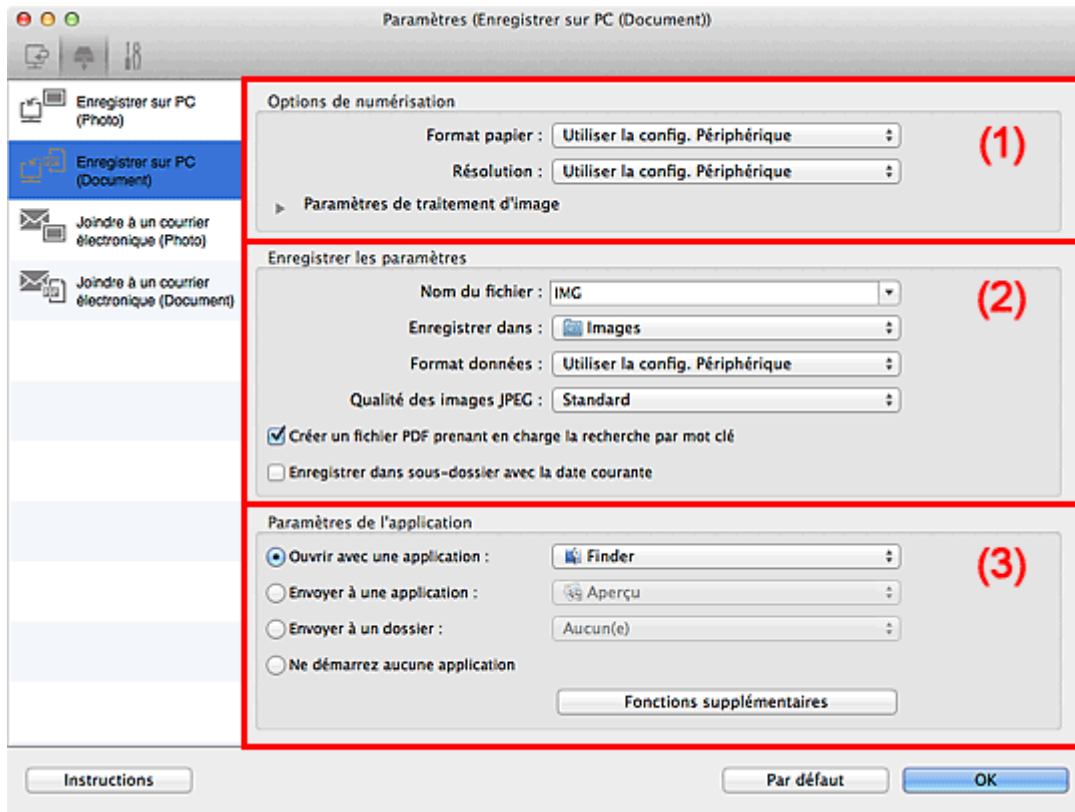 Paramètres (Enregistrer sur PC (Document))
Enregistrer sur PC
(Photo)
Enregistrer sur PC
(Document)
Joindre à un courrier
électronique (Photo)
Joindre à un courrier
électronique (Document)
Options de numérisation
(1)
Format papier : Utiliser la config. Périphérique
Résolution : Utiliser la config. Périphérique
Paramètres de traitement d'image
Enregistrer les paramètres
(2)
Nom du fichier : IMG
Enregistrer dans : Images
Format données : Utiliser la config. Périphérique
Qualité des images JPEG : Standard
Créer un fichier PDF prenant en charge la recherche par mot clé
Enregistrer dans sous-dossier avec la date courante
Paramètres de l'application
(3)
Ouvrir avec une application : Finder
Envoyer à une application : Aperçu
Envoyer à un dossier : Aucun(e)
Ne démarrez aucune application
Fonctions supplémentaires
Instructions
Par défaut
OK